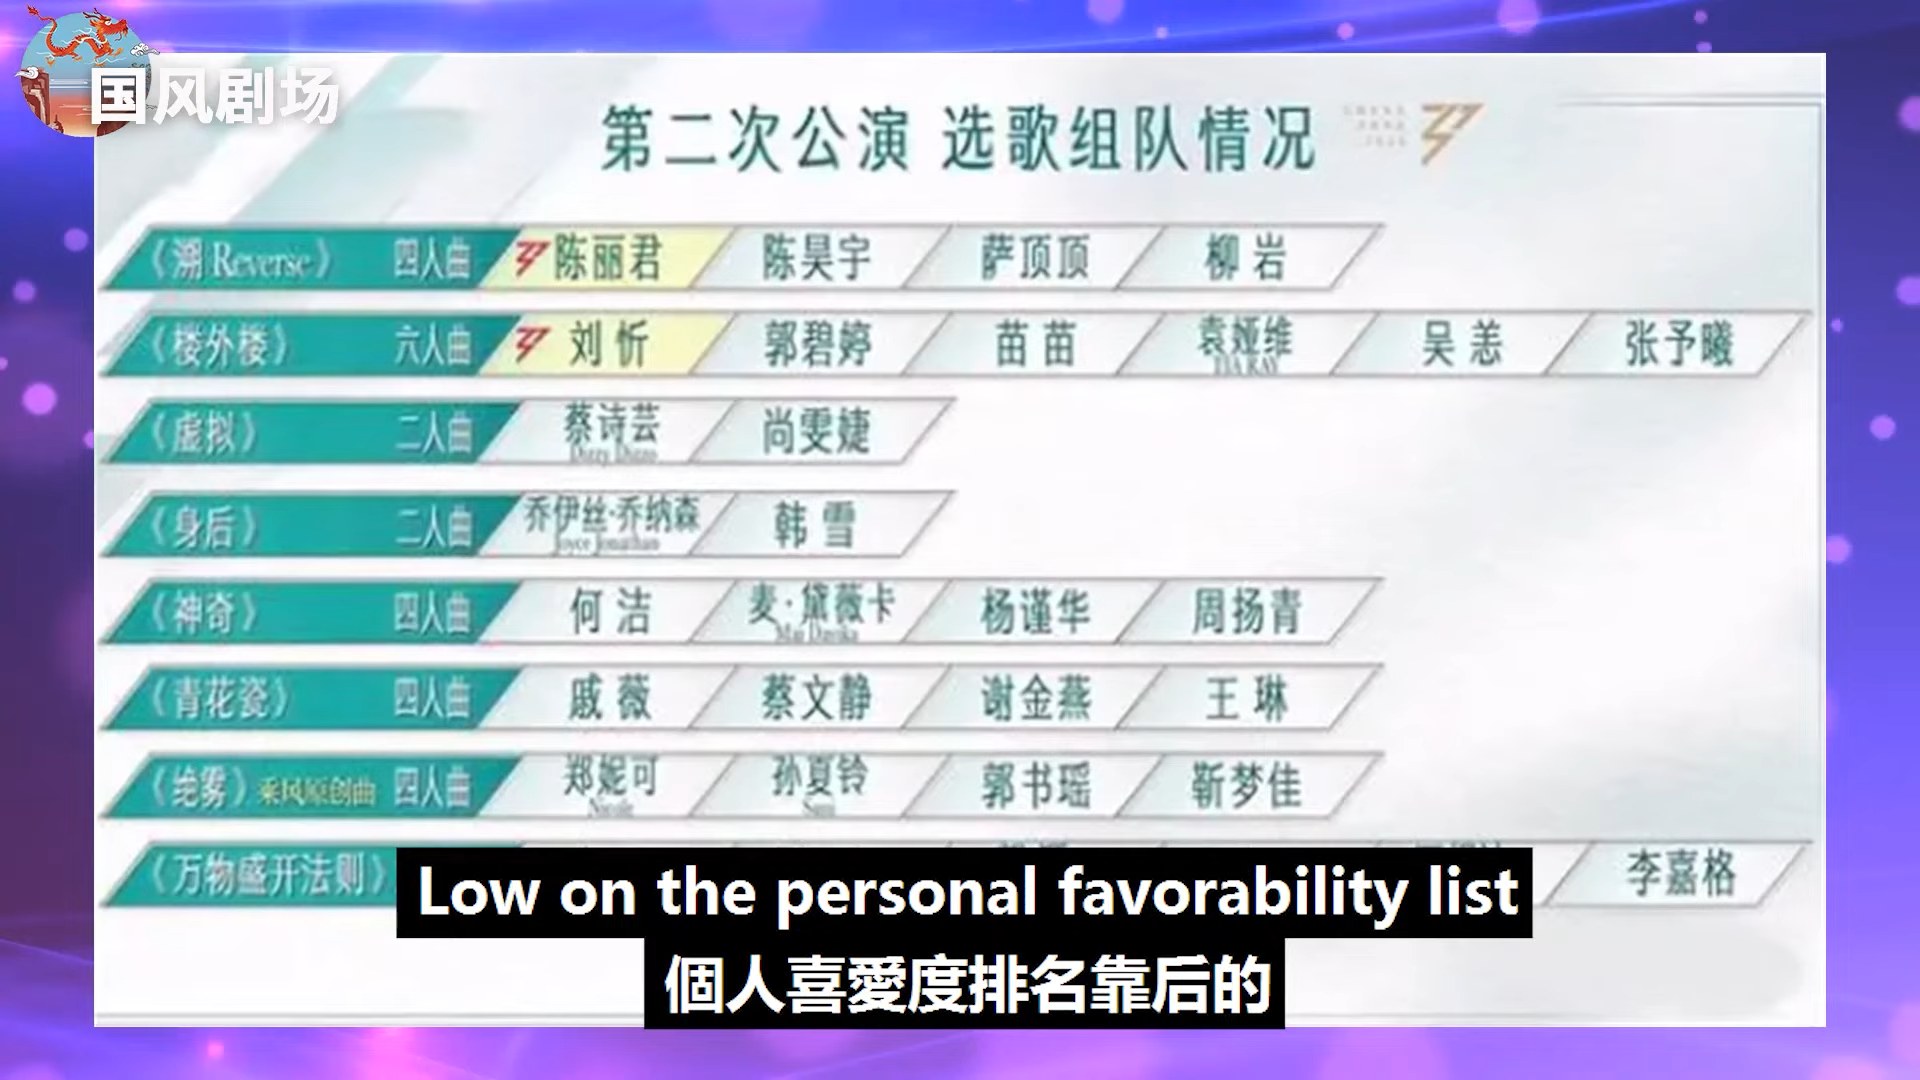 国风剧场
第二次公演 选歌组队情况
《溯 Reverse》 四人曲 陈丽君 陈昊宇 萨顶顶 柳岩
《楼外楼》 六人曲 刘忻 郭碧婷 苗苗 袁娅维 TIA RAY 吴恙 张予曦
《虚拟》 二人曲 蔡诗芸 Dizzy Dizzo 尚雯婕
《身后》 二人曲 乔伊丝·乔纳森 Joyce Jonathan 韩雪
《神奇》 四人曲 何洁 麦·黛薇卡 Mai Davika 杨谨华 周扬青
《青花瓷》 四人曲 戚薇 蔡文静 谢金燕 王琳
《绝雾》 乘风原创曲 四人曲 郑妮可 Nicole 孙夏铃 Suni 郭书瑶 靳梦佳
《万物盛开法则》 李嘉格
Low on the personal favorability list
個人喜愛度排名靠后的